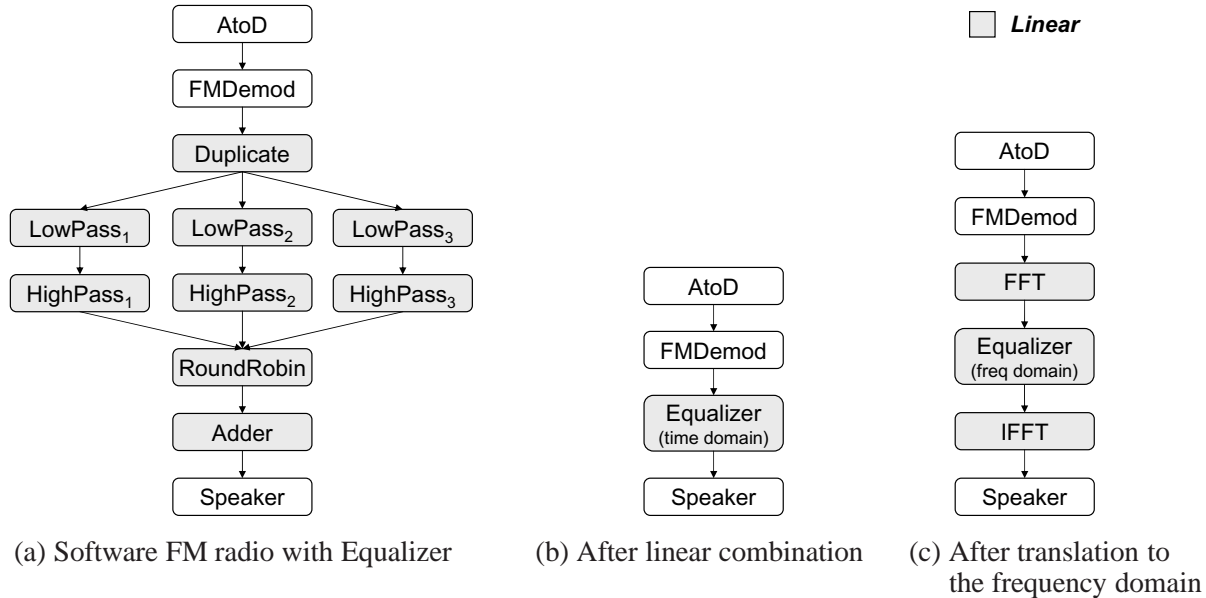 AtoD
FMDemod
Duplicate
LowPass₁
LowPass₂
LowPass₃
HighPass₁
HighPass₂
HighPass₃
RoundRobin
Adder
Speaker
(a) Software FM radio with Equalizer
AtoD
FMDemod
Equalizer
(time domain)
Speaker
(b) After linear combination
Linear
AtoD
FMDemod
FFT
Equalizer
(freq domain)
IFFT
Speaker
(c) After translation to
the frequency domain